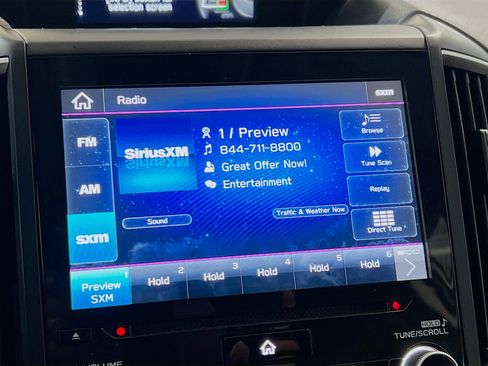 selection screen
Radio
sxm
FM
SiriusXM
1 / Preview
844-711-8800
Great Offer Now!
Entertainment
Browse
Tune Scan
AM
Replay
Sound
Traffic & Weather Now
sxm
Direct Tune
1
Preview
SXM
Hold 2
Hold 3
Hold 4
Hold 5
Hold 6
VOLUME
HOLD
TUNE/SCROLL